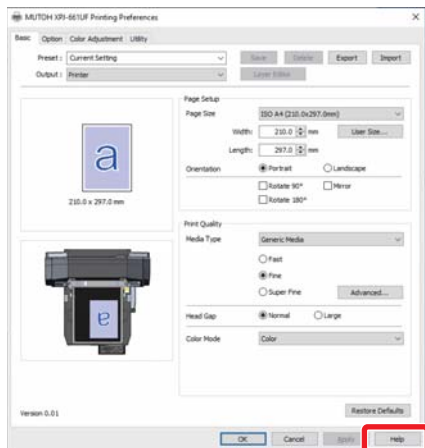 MUTOH XPJ-661UF Printing Preferences
Basic Option Color Adjustment Utility
Preset : Current Setting Save Delete Export Import
Output : Printer Layer Editor
a
210.0 x 297.0 mm
Page Setup
Page Size ISO A4 (210.0x297.0mm)
Width: 210.0 mm User Size...
Length: 297.0 mm
Orientation Portrait Landscape
Rotate 90° Mirror
Rotate 180°
Print Quality
Media Type Generic Media
Fast
Fine
Super Fine Advanced...
Head Gap Normal Large
Color Mode Color
a
Version 0.01
Restore Defaults
OK Cancel Apply Help